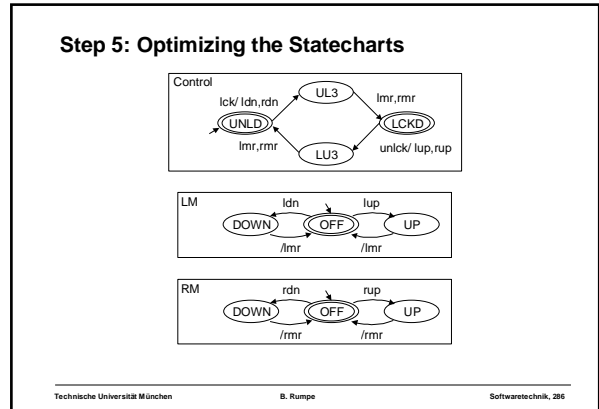 Step 5: Optimizing the Statecharts
Control
UL3
lck/ ldn,rdn
lmr,rmr
UNLD
LCKD
lmr,rmr
unlck/ lup,rup
LU3
LM
ldn
lup
DOWN
OFF
UP
/lmr
/lmr
RM
rdn
rup
DOWN
OFF
UP
/rmr
/rmr
Technische Universität München B. Rumpe Softwaretechnik, 286